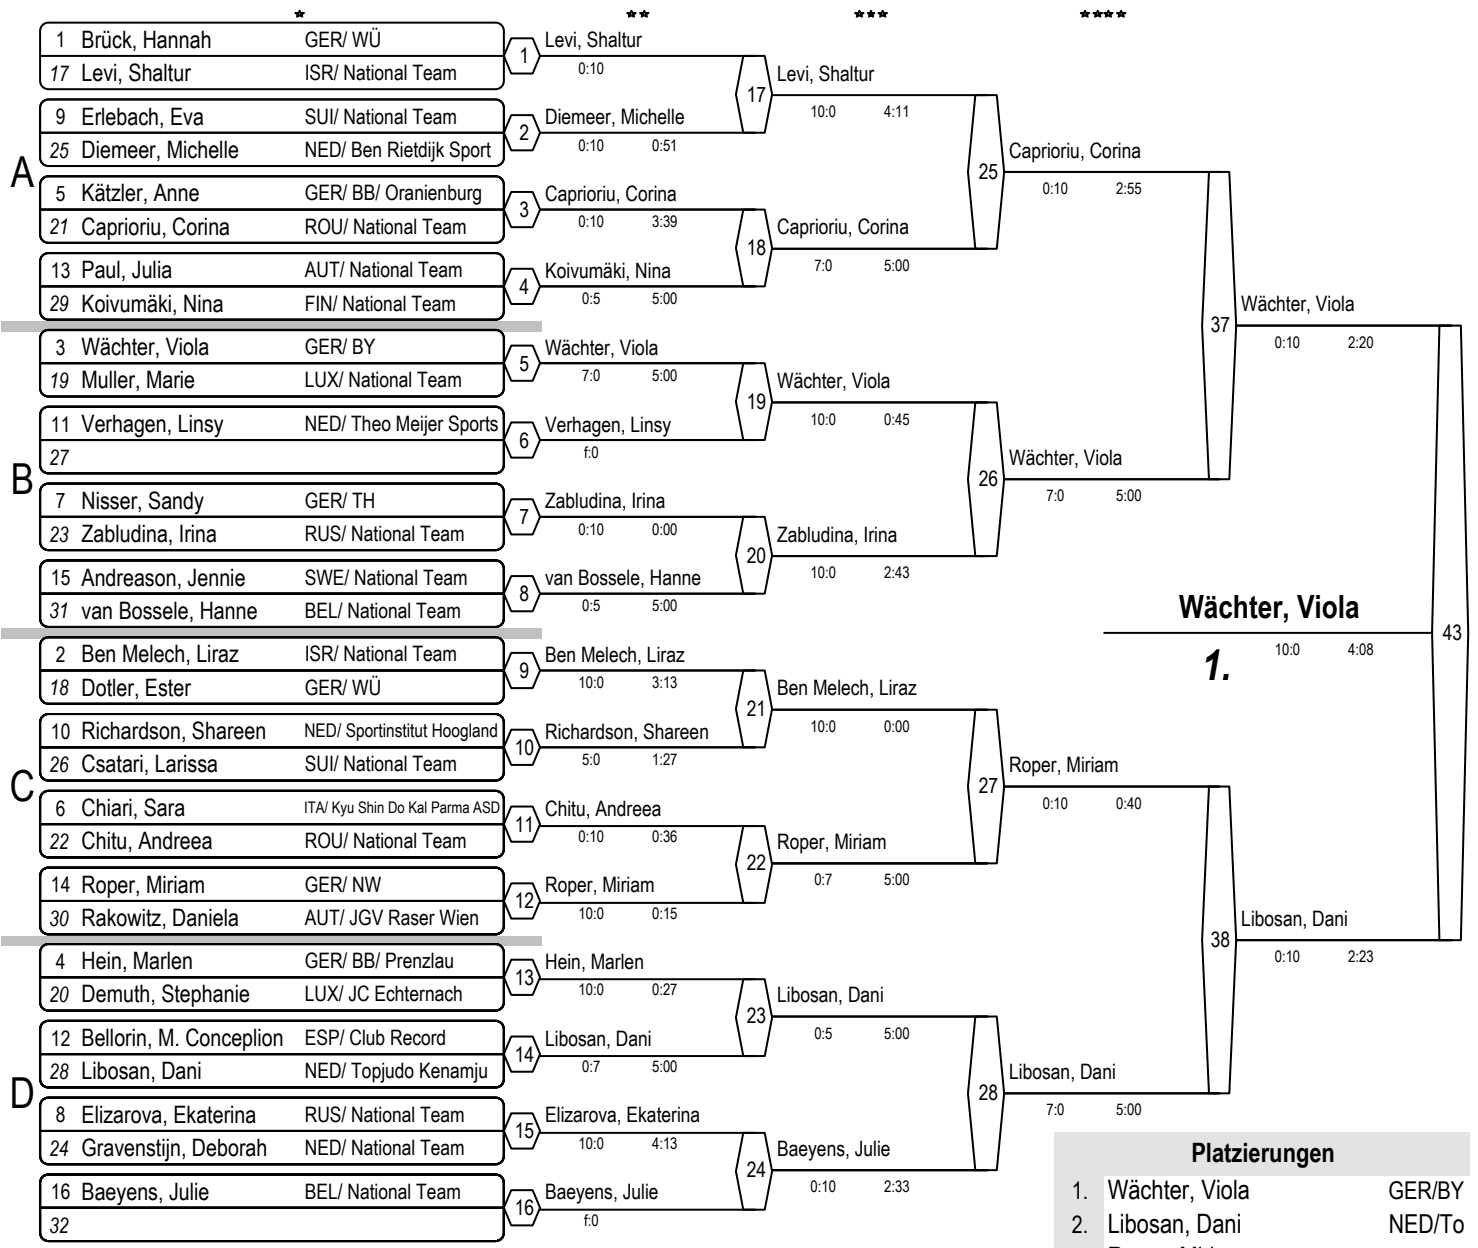 * ** *** ****
A
1 Brück, Hannah GER/ WÜ
17 Levi, Shaltur ISR/ National Team
9 Erlebach, Eva SUI/ National Team
25 Diemeer, Michelle NED/ Ben Rietdijk Sport
5 Kätzler, Anne GER/ BB/ Oranienburg
21 Caprioriu, Corina ROU/ National Team
13 Paul, Julia AUT/ National Team
29 Koivumäki, Nina FIN/ National Team
B
3 Wächter, Viola GER/ BY
19 Muller, Marie LUX/ National Team
11 Verhagen, Linsy NED/ Theo Meijer Sports
27
7 Nisser, Sandy GER/ TH
23 Zabludina, Irina RUS/ National Team
15 Andreason, Jennie SWE/ National Team
31 van Bossele, Hanne BEL/ National Team
C
2 Ben Melech, Liraz ISR/ National Team
18 Dotler, Ester GER/ WÜ
10 Richardson, Shareen NED/ Sportinstitut Hoogland
26 Csatari, Larissa SUI/ National Team
6 Chiari, Sara ITA/ Kyu Shin Do Kal Parma ASD
22 Chitu, Andreea ROU/ National Team
14 Roper, Miriam GER/ NW
30 Rakowitz, Daniela AUT/ JGV Raser Wien
D
4 Hein, Marlen GER/ BB/ Prenzlau
20 Demuth, Stephanie LUX/ JC Echternach
12 Bellorin, M. Conceplion ESP/ Club Record
28 Libosan, Dani NED/ Topjudo Kenamju
8 Elizarova, Ekaterina RUS/ National Team
24 Gravenstijn, Deborah NED/ National Team
16 Baeyens, Julie BEL/ National Team
32
1 Levi, Shaltur
0:10
2 Diemeer, Michelle
0:10 0:51
3 Caprioriu, Corina
0:10 3:39
4 Koivumäki, Nina
0:5 5:00
5 Wächter, Viola
7:0 5:00
6 Verhagen, Linsy
f:0
7 Zabludina, Irina
0:10 0:00
8 van Bossele, Hanne
0:5 5:00
9 Ben Melech, Liraz
10:0 3:13
10 Richardson, Shareen
5:0 1:27
11 Chitu, Andreea
0:10 0:36
12 Roper, Miriam
10:0 0:15
13 Hein, Marlen
10:0 0:27
14 Libosan, Dani
0:7 5:00
15 Elizarova, Ekaterina
10:0 4:13
16 Baeyens, Julie
f:0
17 Levi, Shaltur
10:0 4:11
18 Caprioriu, Corina
7:0 5:00
19 Wächter, Viola
10:0 0:45
20 Zabludina, Irina
10:0 2:43
21 Ben Melech, Liraz
10:0 0:00
22 Roper, Miriam
0:7 5:00
23 Libosan, Dani
0:5 5:00
24 Baeyens, Julie
0:10 2:33
25 Caprioriu, Corina
0:10 2:55
26 Wächter, Viola
7:0 5:00
27 Roper, Miriam
0:10 0:40
28 Libosan, Dani
7:0 5:00
37 Wächter, Viola
0:10 2:20
38 Libosan, Dani
0:10 2:23
43 Wächter, Viola
1. 10:0 4:08
Platzierungen
1. Wächter, Viola GER/BY
2. Libosan, Dani NED/To